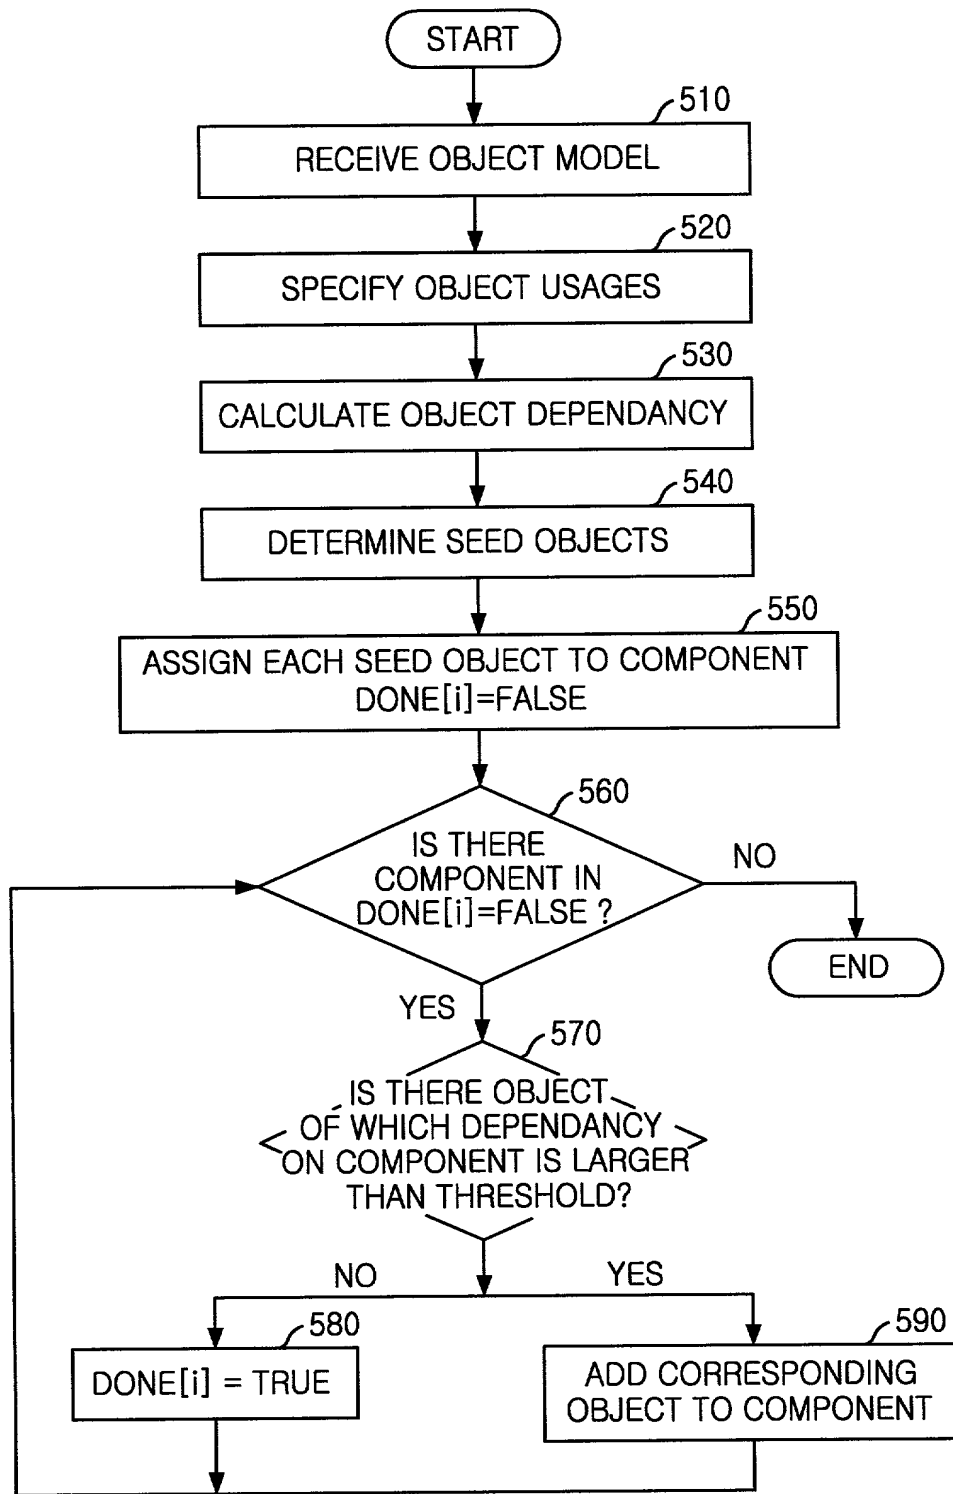 START
510
RECEIVE OBJECT MODEL
520
SPECIFY OBJECT USAGES
530
CALCULATE OBJECT DEPENDANCY
540
DETERMINE SEED OBJECTS
550
ASSIGN EACH SEED OBJECT TO COMPONENT
DONE[i]=FALSE
560
IS THERE
COMPONENT IN
DONE[i]=FALSE ?
NO
END
YES
570
IS THERE OBJECT
OF WHICH DEPENDANCY
ON COMPONENT IS LARGER
THAN THRESHOLD?
NO
YES
580
DONE[i] = TRUE
590
ADD CORRESPONDING
OBJECT TO COMPONENT